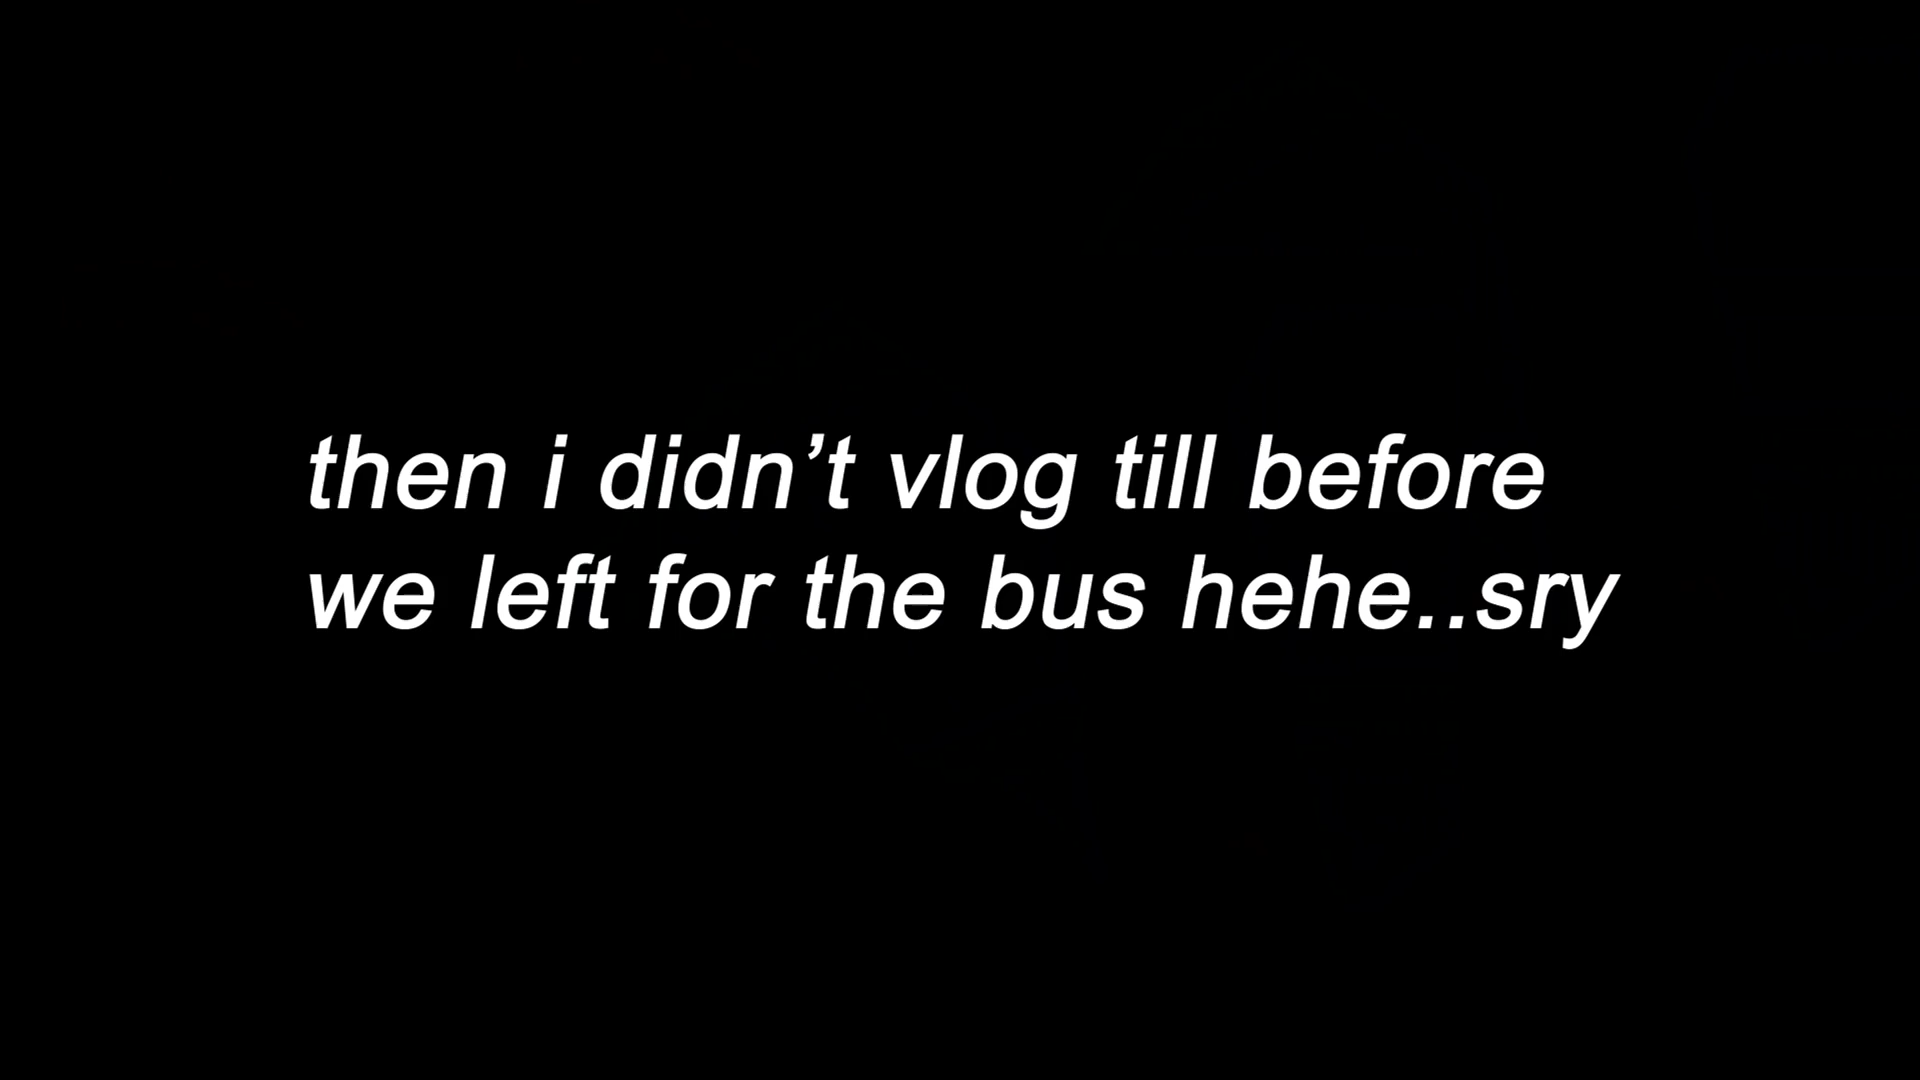 then i didn’t vlog till before
we left for the bus hehe..sry